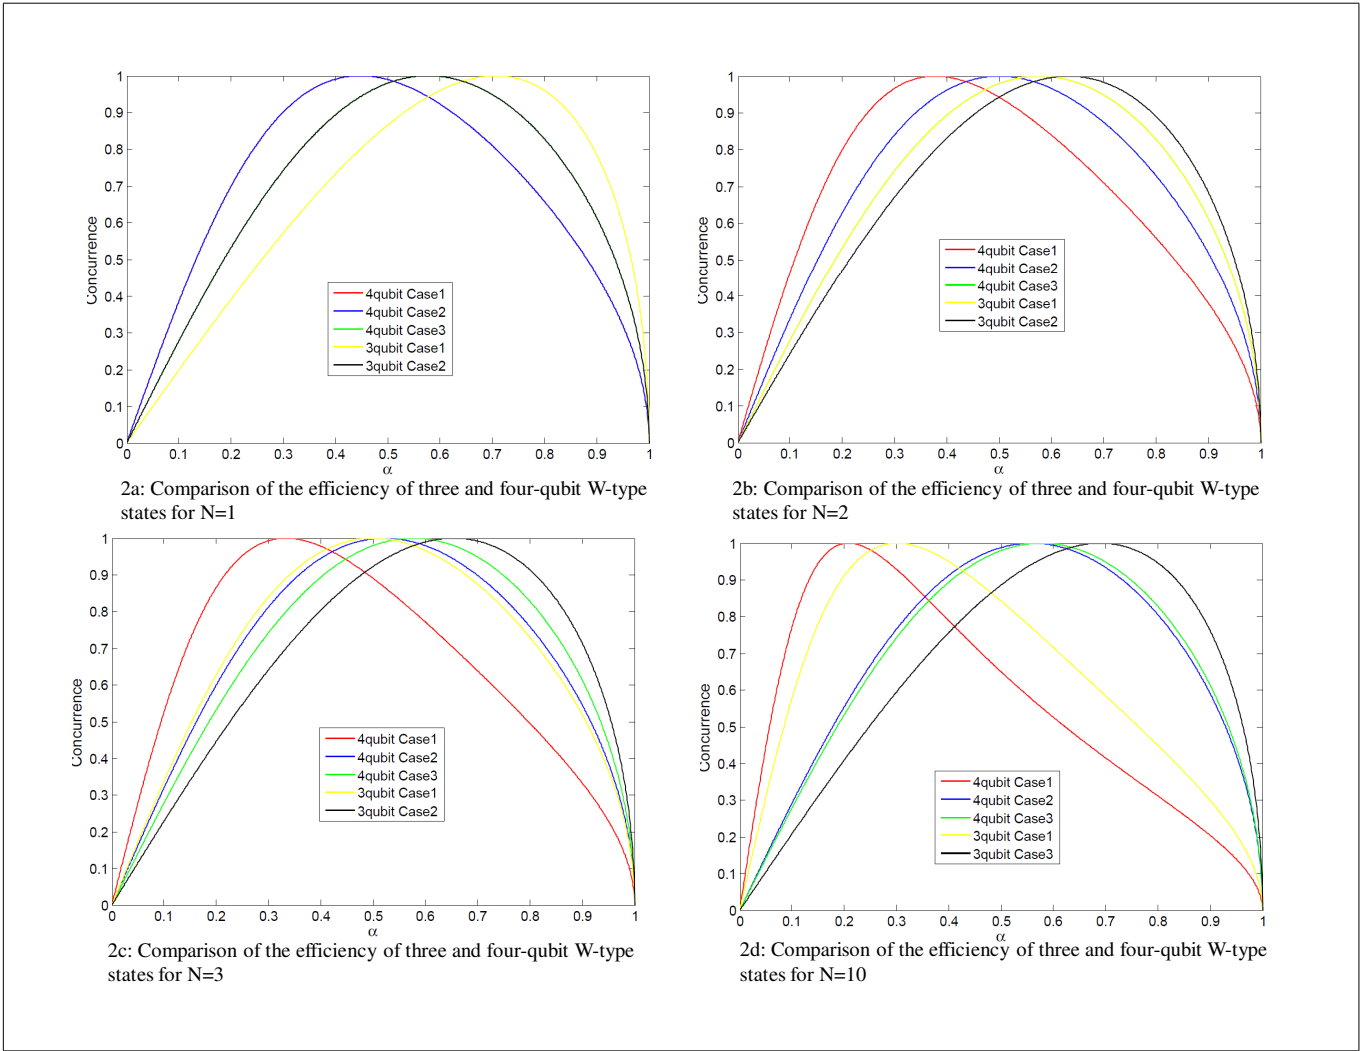 1
0.9
0.8
0.7
0.6
0.5
0.4
0.3
0.2
0.1
0
Concurrence
4qubit Case1
4qubit Case2
4qubit Case3
3qubit Case1
3qubit Case2
0 0.1 0.2 0.3 0.4 0.5 0.6 0.7 0.8 0.9 1
α
2a: Comparison of the efficiency of three and four-qubit W-type
states for N=1
1
0.9
0.8
0.7
0.6
0.5
0.4
0.3
0.2
0.1
0
Concurrence
4qubit Case1
4qubit Case2
4qubit Case3
3qubit Case1
3qubit Case2
0 0.1 0.2 0.3 0.4 0.5 0.6 0.7 0.8 0.9 1
α
2b: Comparison of the efficiency of three and four-qubit W-type
states for N=2
1
0.9
0.8
0.7
0.6
0.5
0.4
0.3
0.2
0.1
0
Concurrence
4qubit Case1
4qubit Case2
4qubit Case3
3qubit Case1
3qubit Case2
0 0.1 0.2 0.3 0.4 0.5 0.6 0.7 0.8 0.9 1
α
2c: Comparison of the efficiency of three and four-qubit W-type
states for N=3
1
0.9
0.8
0.7
0.6
0.5
0.4
0.3
0.2
0.1
0
Concurrence
4qubit Case1
4qubit Case2
4qubit Case3
3qubit Case1
3qubit Case3
0 0.1 0.2 0.3 0.4 0.5 0.6 0.7 0.8 0.9 1
α
2d: Comparison of the efficiency of three and four-qubit W-type
states for N=10